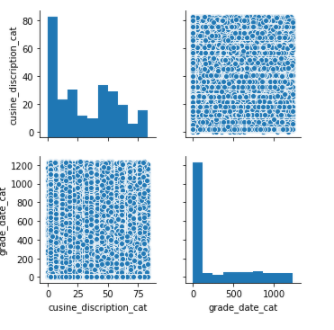 80
60
40
20
0
cusine_discription_cat
1200
1000
800
600
400
200
0
grade_date_cat
0 25 50 75
cusine_discription_cat
0 500 1000
grade_date_cat